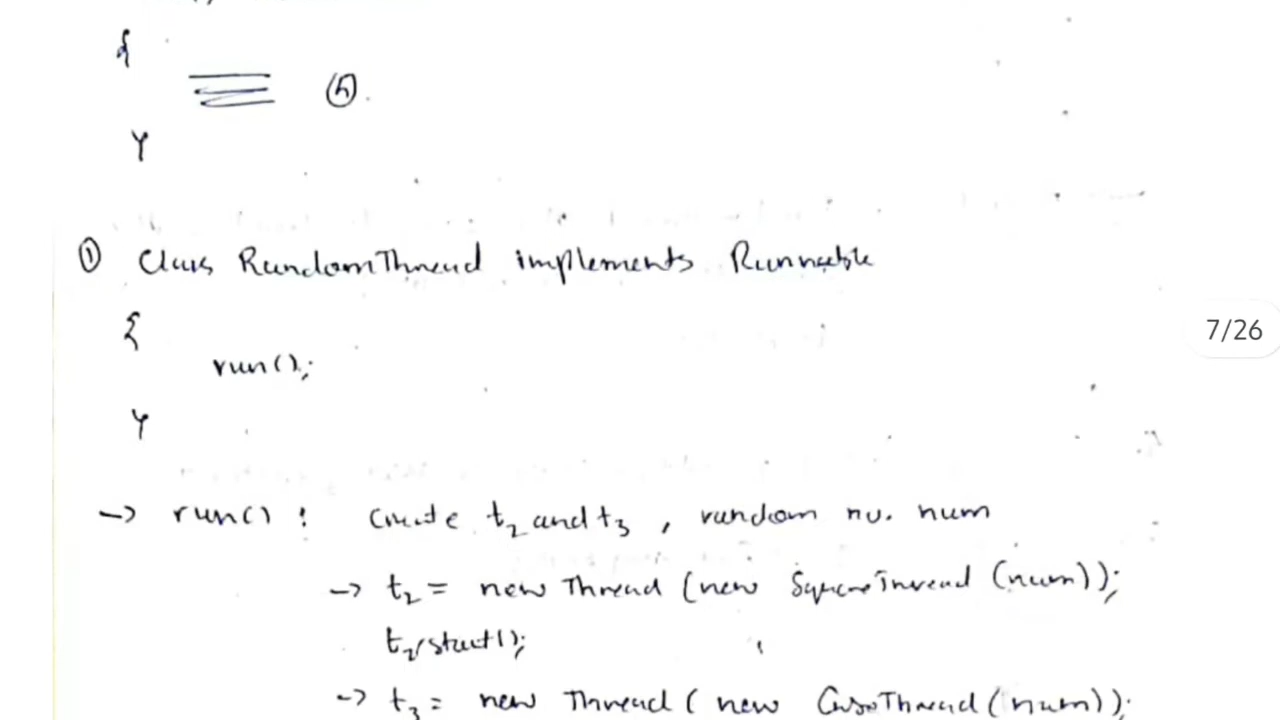 {
(5).
}
① Class RandomThread implements Runnable
{
run();
}
7/26
-> run() : Create t2 and t3 , random no. num
-> t2 = new Thread (new SquareThread (num));
t2.start();
-> t3 = new Thread ( new CubeThread (num));